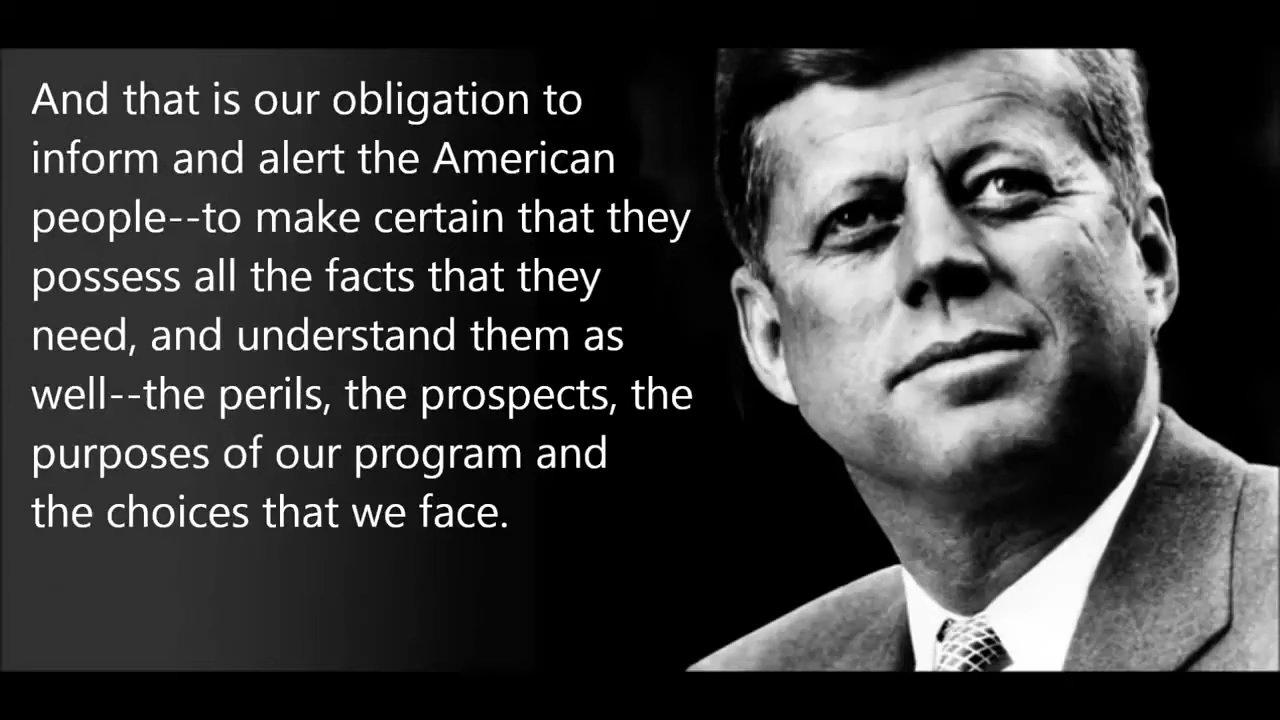 And that is our obligation to
inform and alert the American
people--to make certain that they
possess all the facts that they
need, and understand them as
well--the perils, the prospects, the
purposes of our program and
the choices that we face.